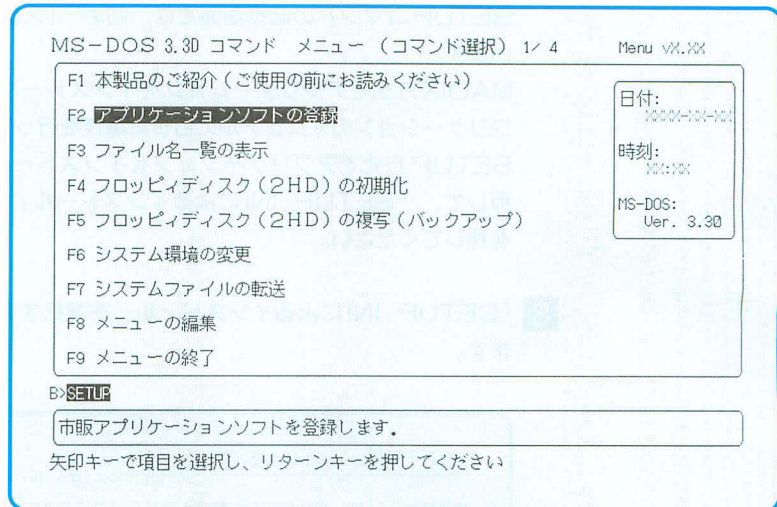 MS-DOS 3.3D コマンド メニュー (コマンド選択) 1/4 Menu vX.XX
F1 本製品のご紹介(ご使用の前にお読みください)
F2 アプリケーションソフトの登録
F3 ファイル名一覧の表示
F4 フロッピィディスク(2HD)の初期化
F5 フロッピィディスク(2HD)の複写(バックアップ)
F6 システム環境の変更
F7 システムファイルの転送
F8 メニューの編集
F9 メニューの終了
日付:
XXXX-XX-XX
時刻:
XX:XX
MS-DOS:
Ver. 3.30
B>SETUP
市販アプリケーションソフトを登録します.
矢印キーで項目を選択し、リターンキーを押してください